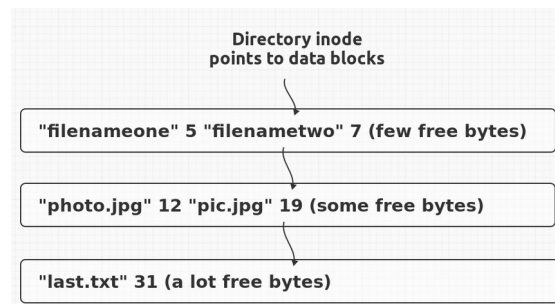 Directory inode
points to data blocks
"filenameone" 5 "filenametwo" 7 (few free bytes)
"photo.jpg" 12 "pic.jpg" 19 (some free bytes)
"last.txt" 31 (a lot free bytes)